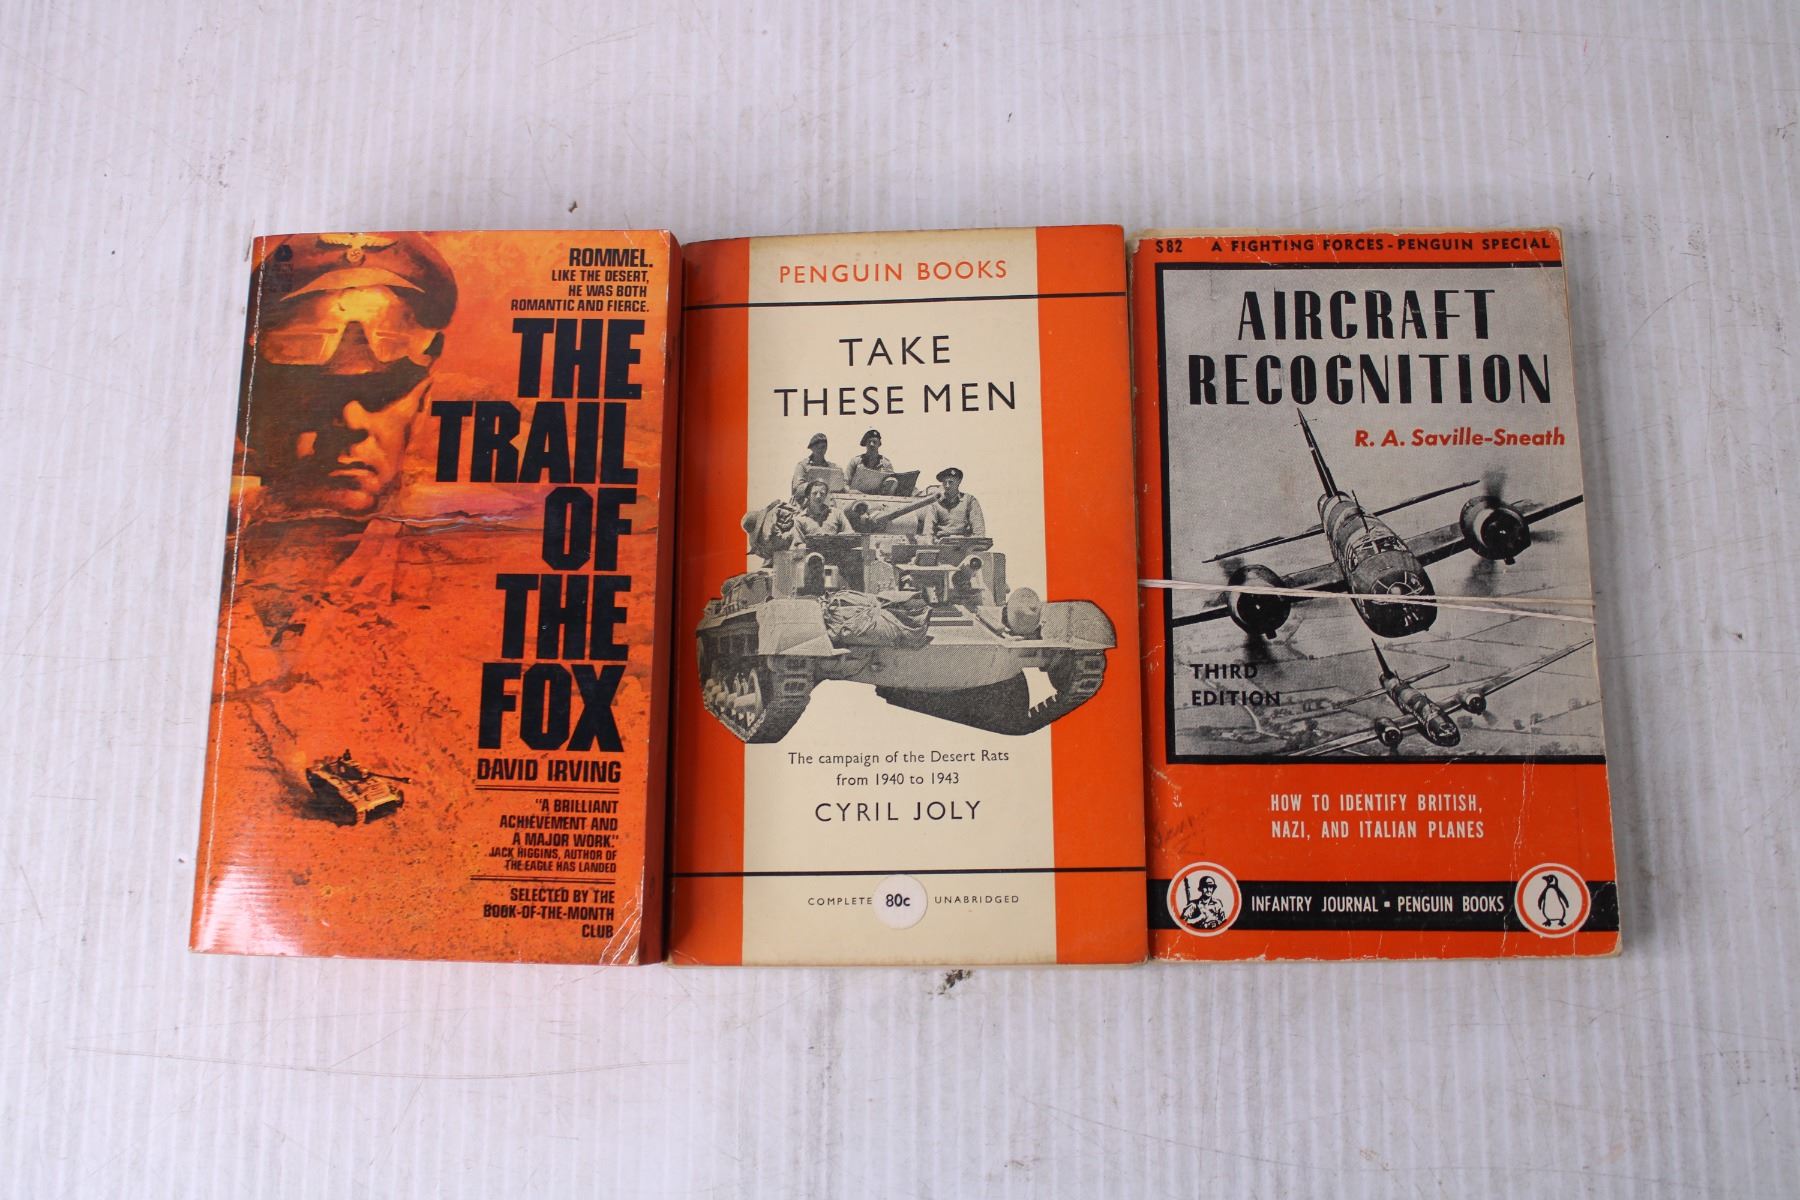 ROMMEL.
LIKE THE DESERT,
HE WAS BOTH
ROMANTIC AND FIERCE.
THE
TRAIL
OF
THE
FOX
DAVID IRVING
"A BRILLIANT
ACHIEVEMENT AND
A MAJOR WORK."
JACK HIGGINS, AUTHOR OF
THE EAGLE HAS LANDED
SELECTED BY THE
BOOK-OF-THE-MONTH
CLUB
PENGUIN BOOKS
TAKE
THESE MEN
The campaign of the Desert Rats
from 1940 to 1943
CYRIL JOLY
COMPLETE 80c UNABRIDGED
S82 A FIGHTING FORCES - PENGUIN SPECIAL
AIRCRAFT
RECOGNITION
R. A. Saville-Sneath
THIRD
EDITION
HOW TO IDENTIFY BRITISH,
NAZI, AND ITALIAN PLANES
INFANTRY JOURNAL ▪ PENGUIN BOOKS